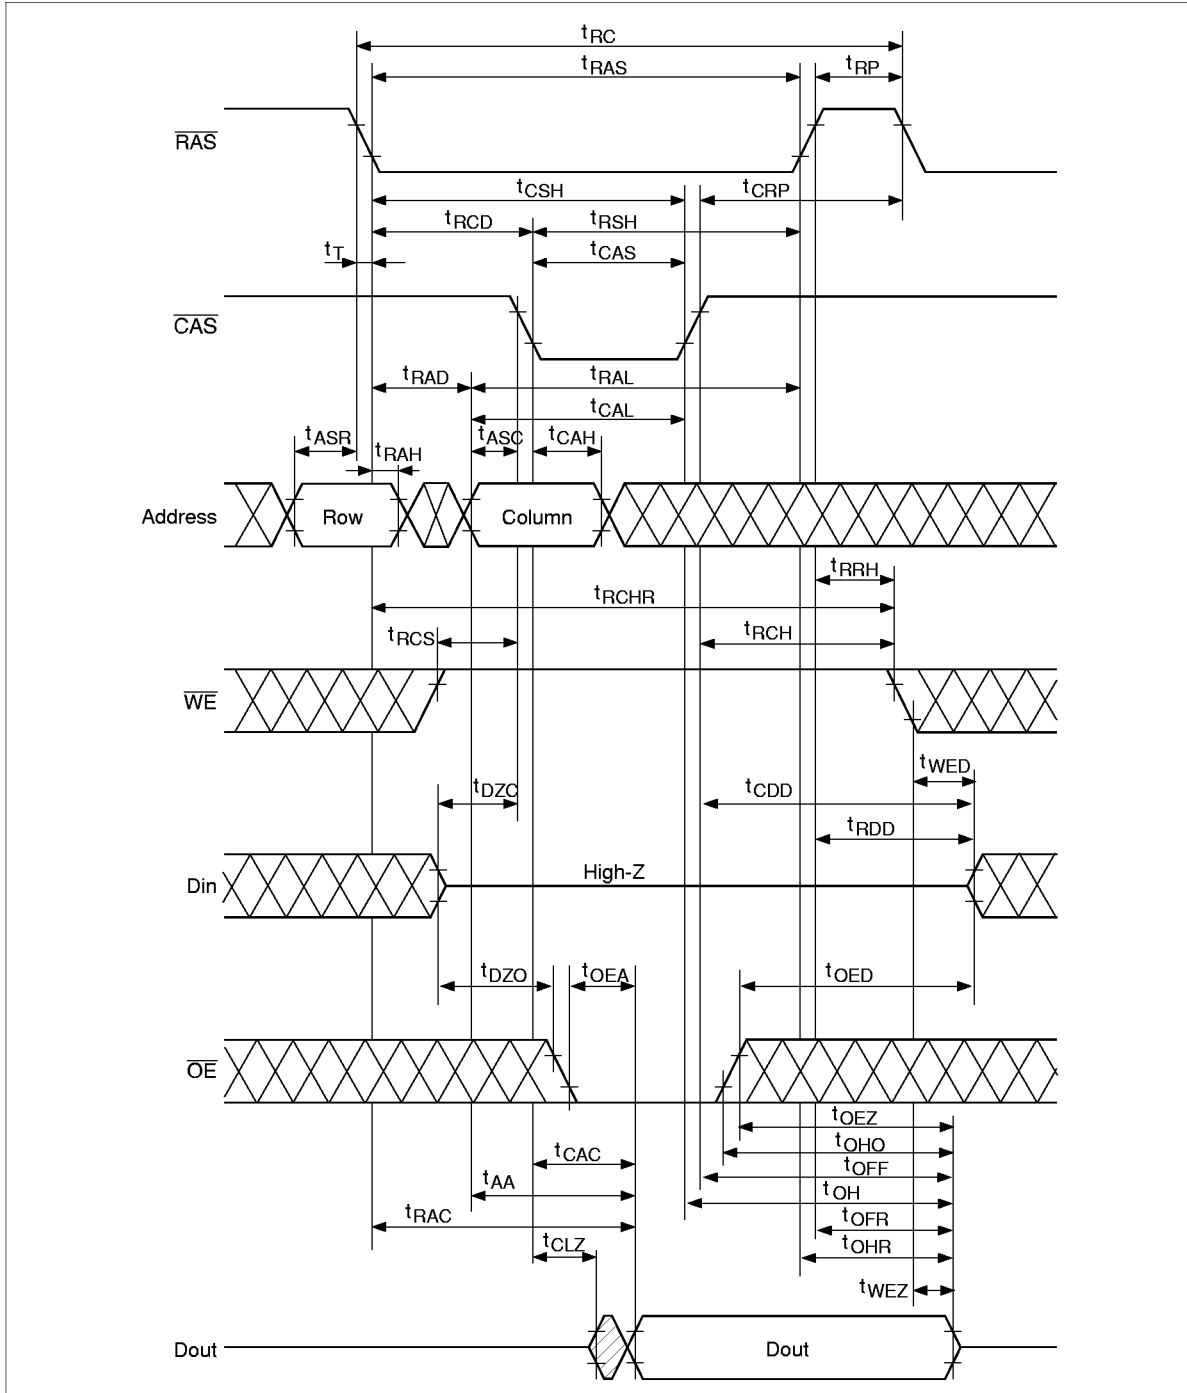 tRC
tRAS tRP
RAS
tCSH tCRP
tRCD tRSH
tT tCAS
CAS
tRAD tRAL
tCAL
tASR tASC tCAH
tRAH
Address Row Column
tRRH
tRCHR
tRCS tRCH
WE
tWED
tDZC tCDD
tRDD
Din High-Z
tDZO tOEA tOED
OE
tOEZ
tOHO
tCAC
tOFF
tAA
tOH
tRAC tOFR
tCLZ tOHR
tWEZ
Dout Dout